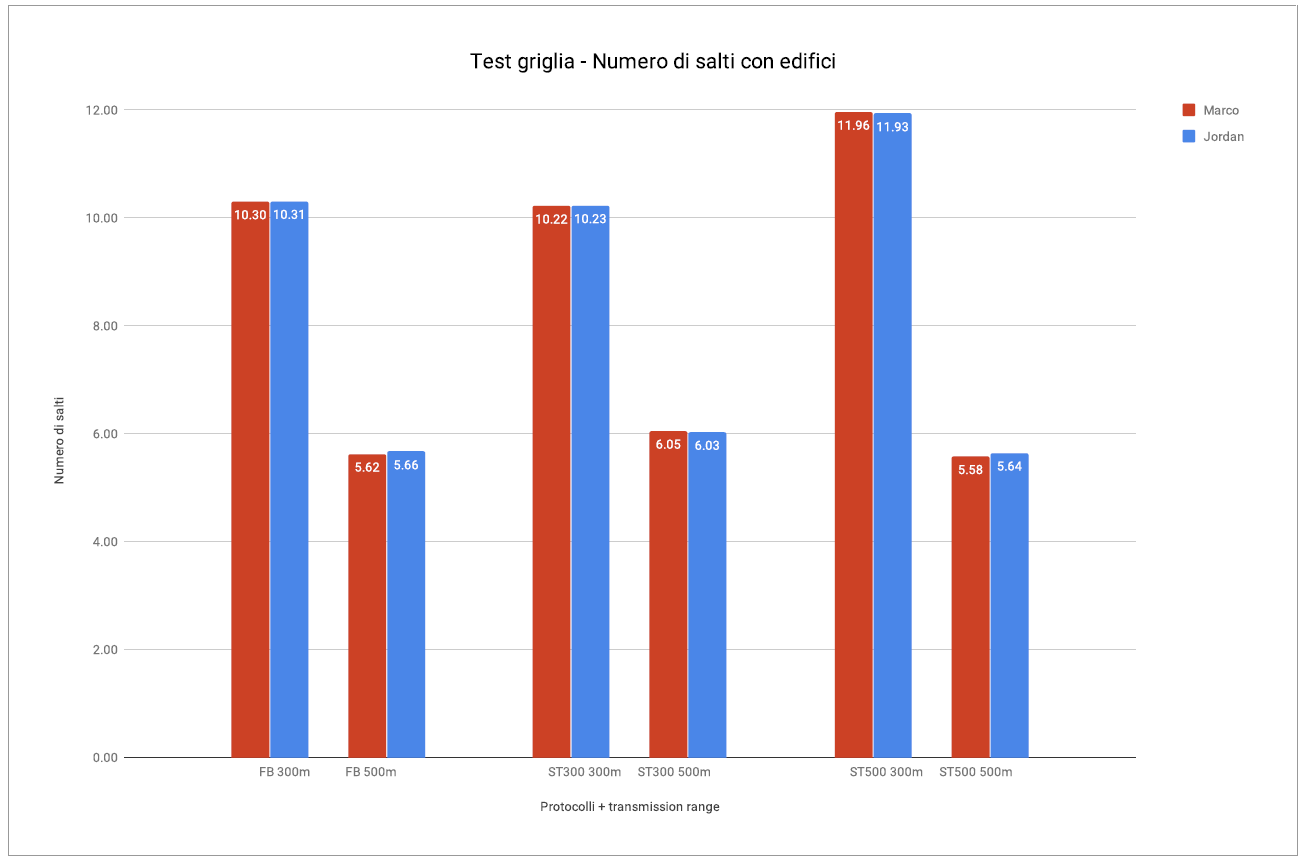 Test griglia - Numero di salti con edifici
Marco
Jordan
Numero di salti
12.00
10.00
8.00
6.00
4.00
2.00
0.00
10.30 10.31
5.62 5.66
10.22 10.23
6.05 6.03
11.96 11.93
5.58 5.64
FB 300m FB 500m ST300 300m ST300 500m ST500 300m ST500 500m
Protocolli + transmission range